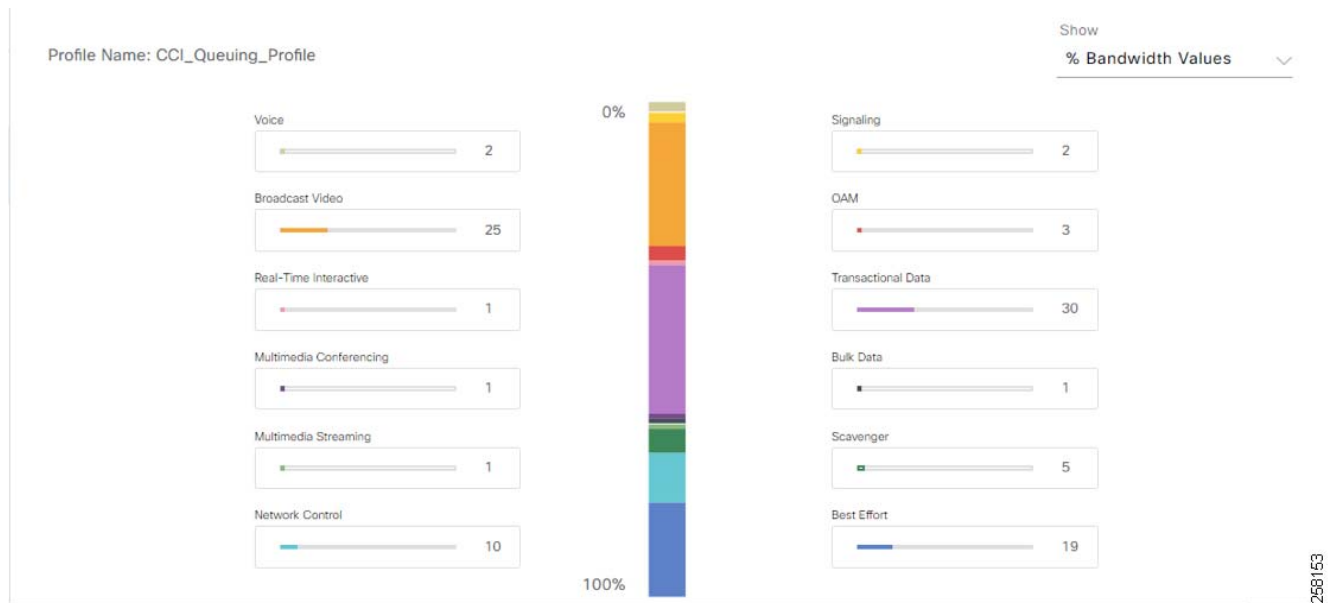 Show
Profile Name: CCI_Queuing_Profile
% Bandwidth Values
0%
Voice
2
Signaling
2
Broadcast Video
25
OAM
3
Real-Time Interactive
1
Transactional Data
30
Multimedia Conferencing
1
Bulk Data
1
Multimedia Streaming
1
Scavenger
5
Network Control
10
Best Effort
19
100%
258153